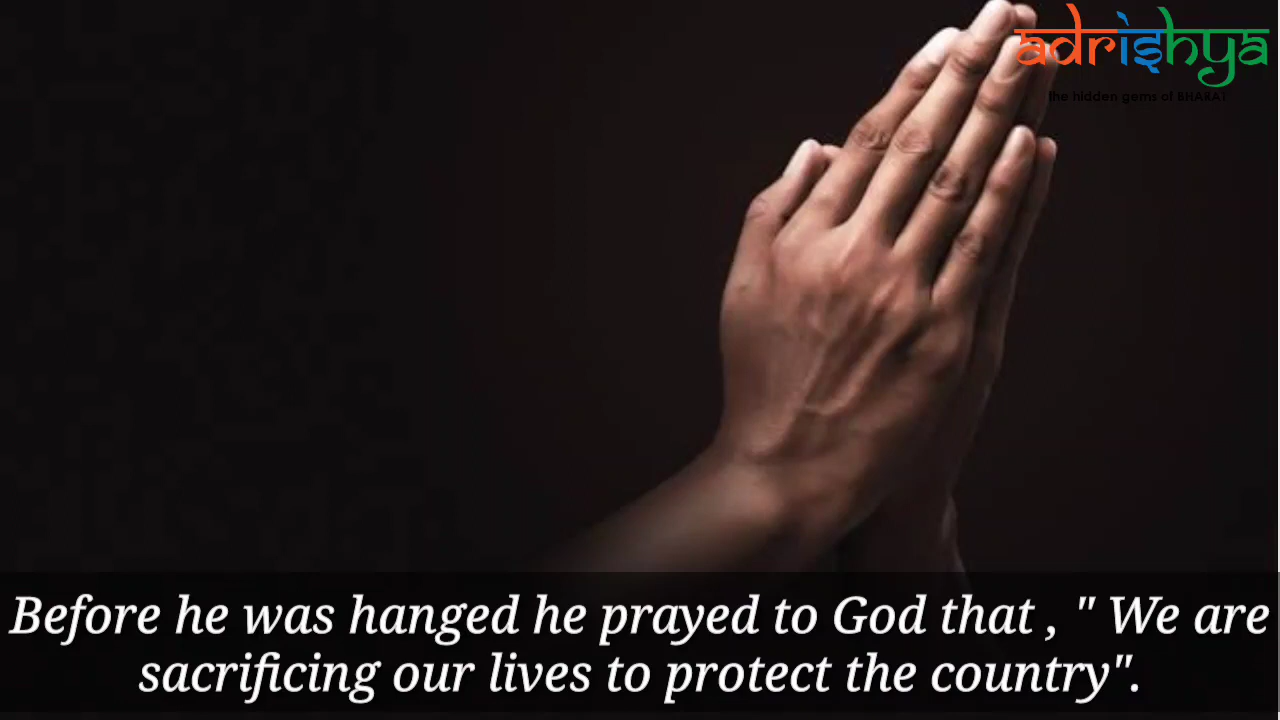 adrishya
the hidden gems of BHARAT
Before he was hanged he prayed to God that , " We are
sacrificing our lives to protect the country".